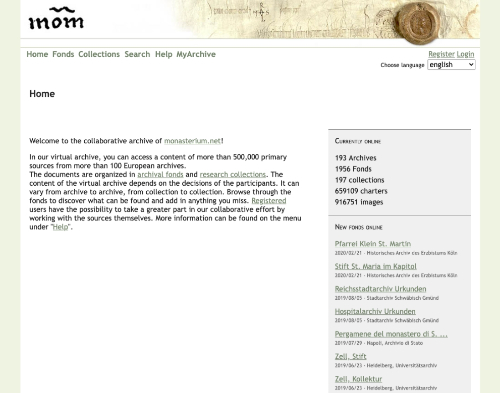 mom
Home Fonds Collections Search Help MyArchive
Register Login
Choose language english
Home
Welcome to the collaborative archive of monasterium.net!
In our virtual archive, you can access a content of more than 500,000 primary
sources from more than 100 European archives.
The documents are organized in archival fonds and research collections. The
content of the virtual archive depends on the decisions of the participants. It can
vary from archive to archive, from collection to collection. Browse through the
fonds to discover what can be found and add in anything you miss. Registered
users have the possibility to take a greater part in our collaborative effort by
working with the sources themselves. More information can be found on the menu
under "Help".
Currently online
193 Archives
1956 Fonds
197 collections
659109 charters
916751 images
New fonds online
Pfarrei Klein St. Martin
2020/02/21 - Historisches Archiv des Erzbistums Köln
Stift St. Maria im Kapitol
2020/02/21 - Historisches Archiv des Erzbistums Köln
Reichsstadtarchiv Urkunden
2019/08/05 - Stadtarchiv Schwäbisch Gmünd
Hospitalarchiv Urkunden
2019/08/05 - Stadtarchiv Schwäbisch Gmünd
Pergamene del monastero di S. ...
2019/07/29 - Napoli, Archivio di Stato
Zell, Stift
2019/06/23 - Heidelberg, Universitätsarchiv
Zell, Kollektur
2019/06/23 - Heidelberg, Universitätsarchiv